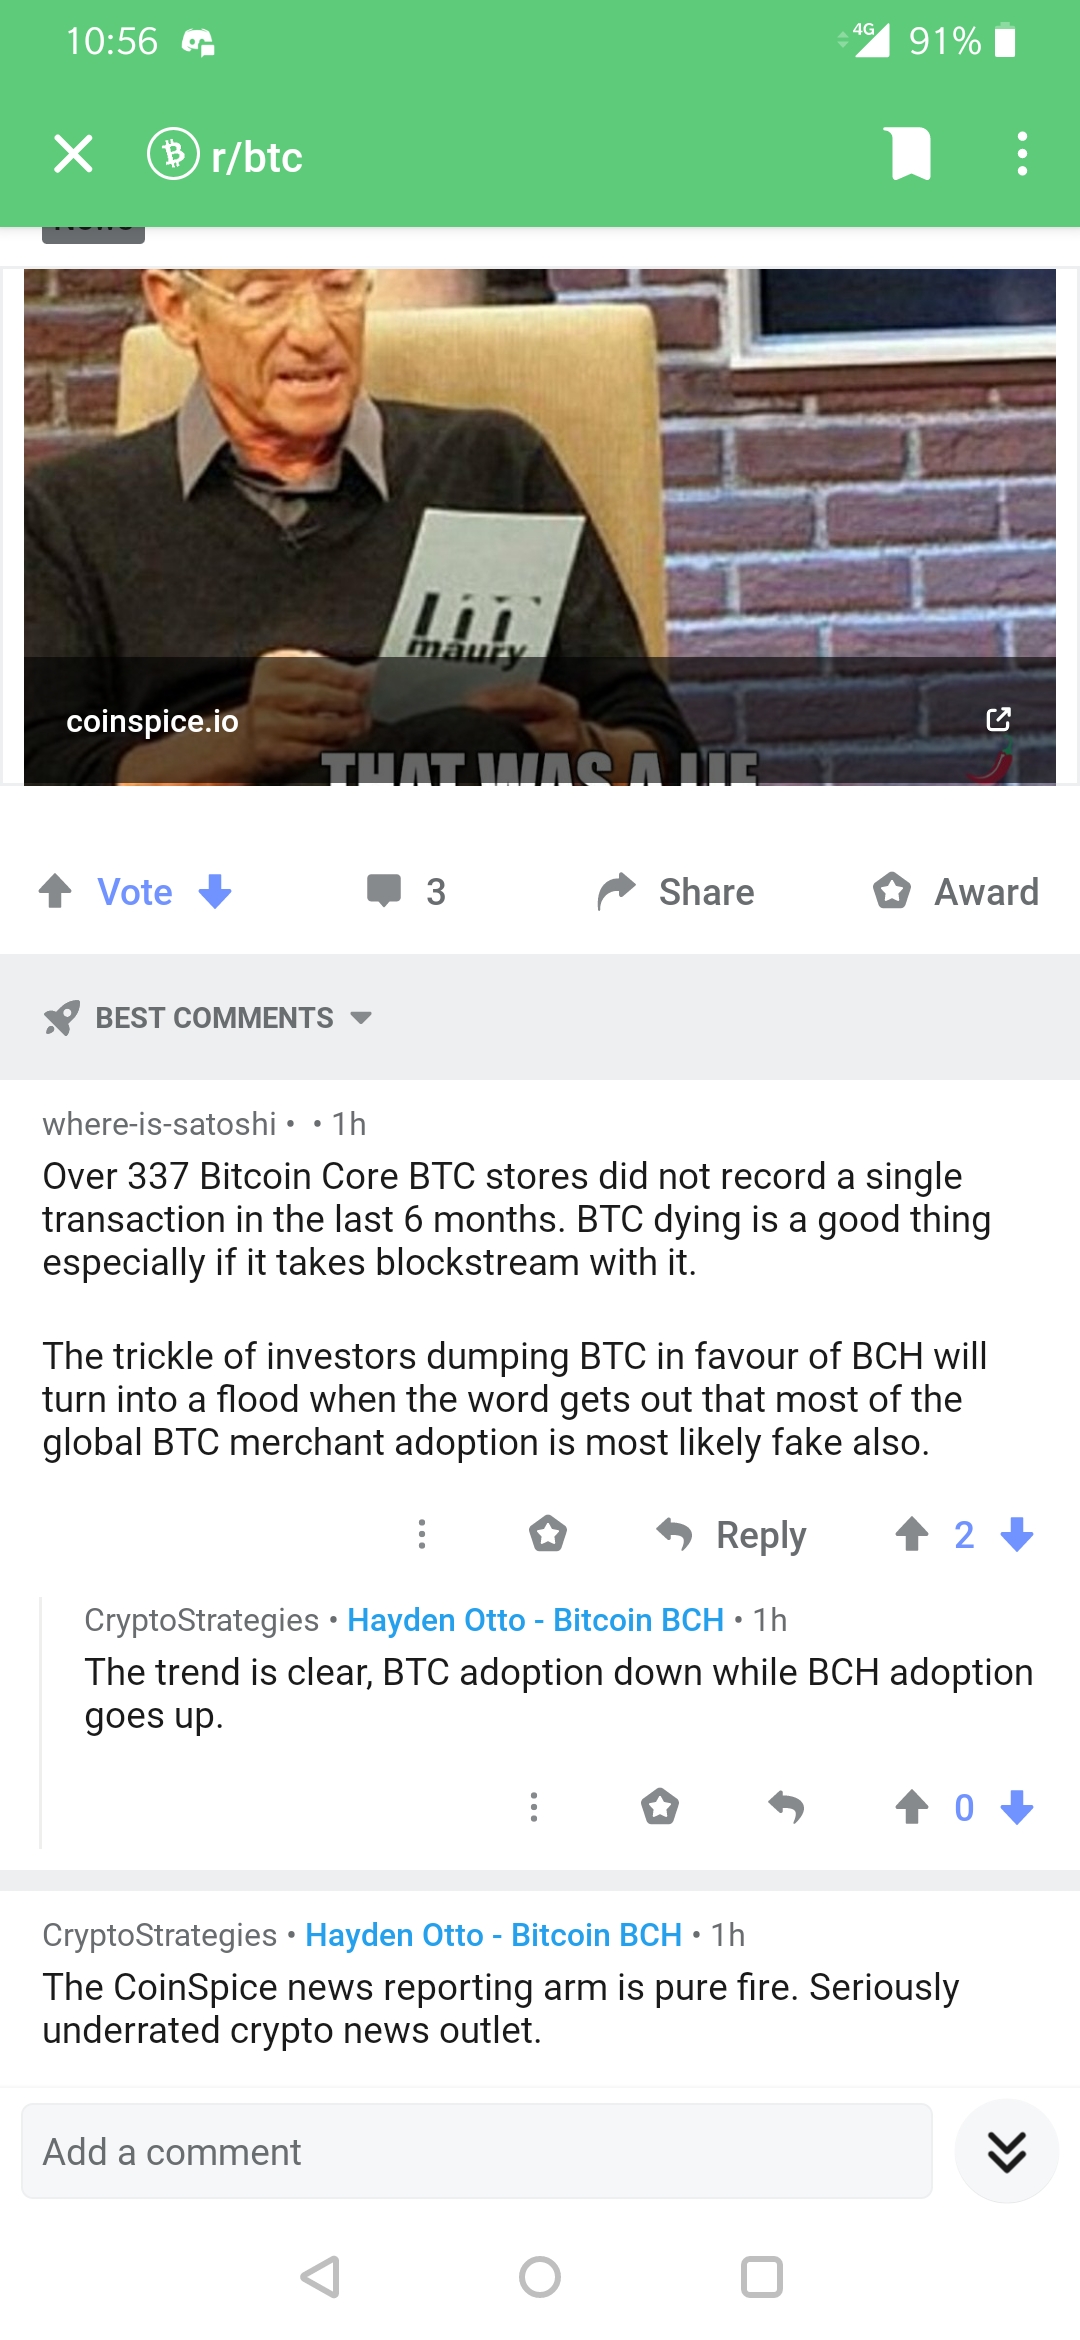 10:56
4G
91%
r/btc
News
maury
coinspice.io
THAT WAS A LIE
Vote
3
Share
Award
BEST COMMENTS
where-is-satoshi • • 1h
Over 337 Bitcoin Core BTC stores did not record a single
transaction in the last 6 months. BTC dying is a good thing
especially if it takes blockstream with it.
The trickle of investors dumping BTC in favour of BCH will
turn into a flood when the word gets out that most of the
global BTC merchant adoption is most likely fake also.
Reply
2
CryptoStrategies • Hayden Otto - Bitcoin BCH • 1h
The trend is clear, BTC adoption down while BCH adoption
goes up.
0
CryptoStrategies • Hayden Otto - Bitcoin BCH • 1h
The CoinSpice news reporting arm is pure fire. Seriously
underrated crypto news outlet.
Add a comment